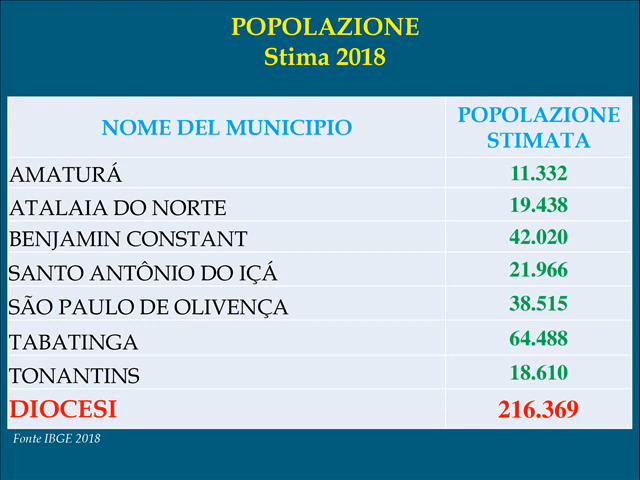 POPOLAZIONE
Stima 2018
NOME DEL MUNICIPIO POPOLAZIONE STIMATA
AMATURÁ 11.332
ATALAIA DO NORTE 19.438
BENJAMIN CONSTANT 42.020
SANTO ANTÔNIO DO IÇÁ 21.966
SÃO PAULO DE OLIVENÇA 38.515
TABATINGA 64.488
TONANTINS 18.610
DIOCESI 216.369
Fonte IBGE 2018